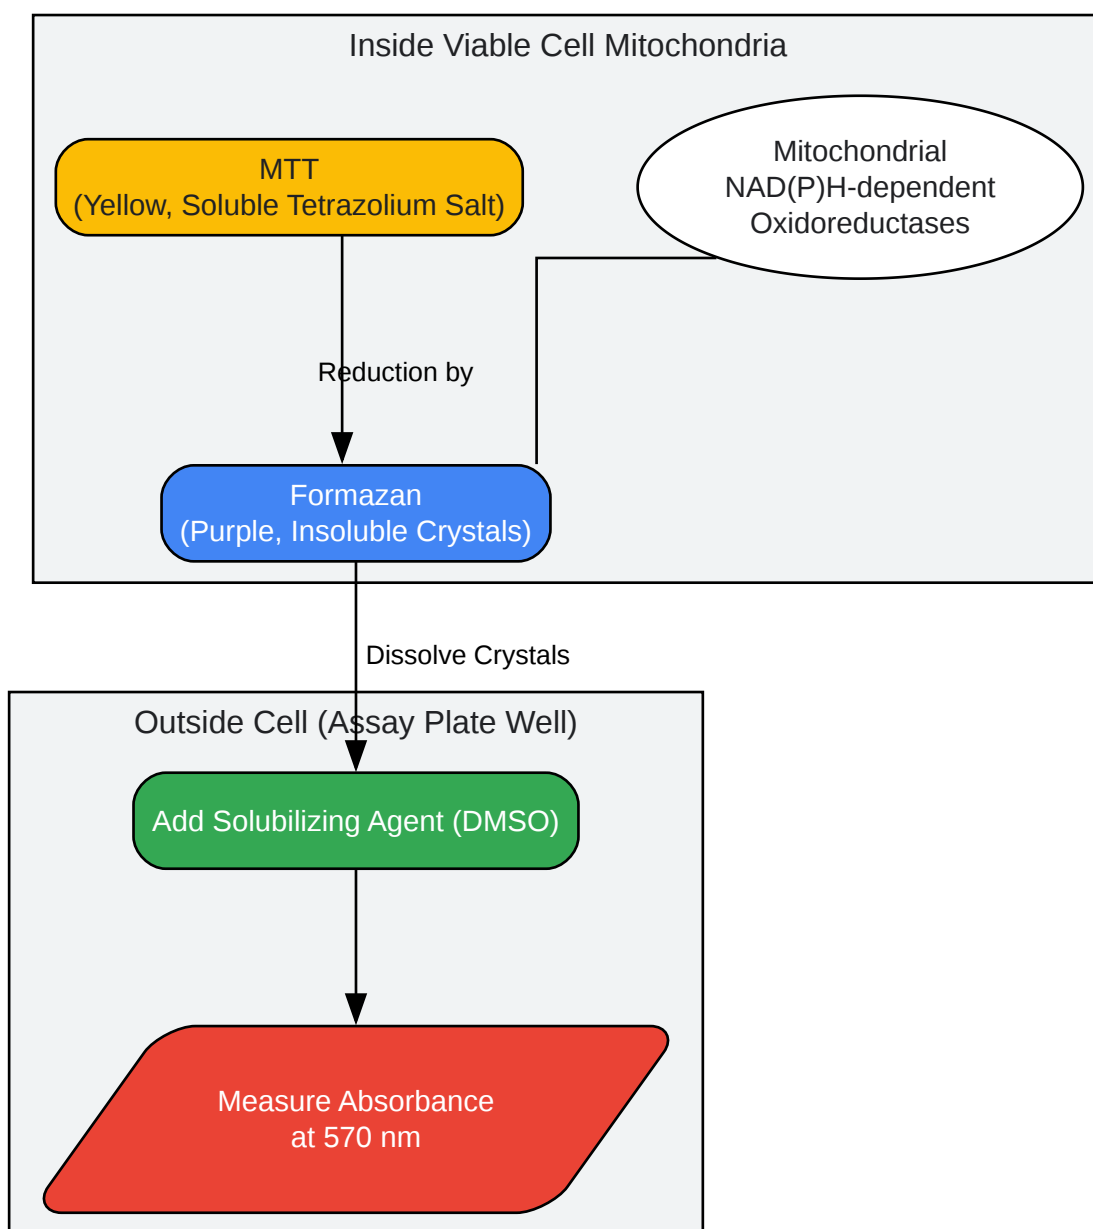 Inside Viable Cell Mitochondria
MTT
(Yellow, Soluble Tetrazolium Salt)
Mitochondrial
NAD(P)H-dependent
Oxidoreductases
Reduction by
Formazan
(Purple, Insoluble Crystals)
Dissolve Crystals
Outside Cell (Assay Plate Well)
Add Solubilizing Agent (DMSO)
Measure Absorbance
at 570 nm